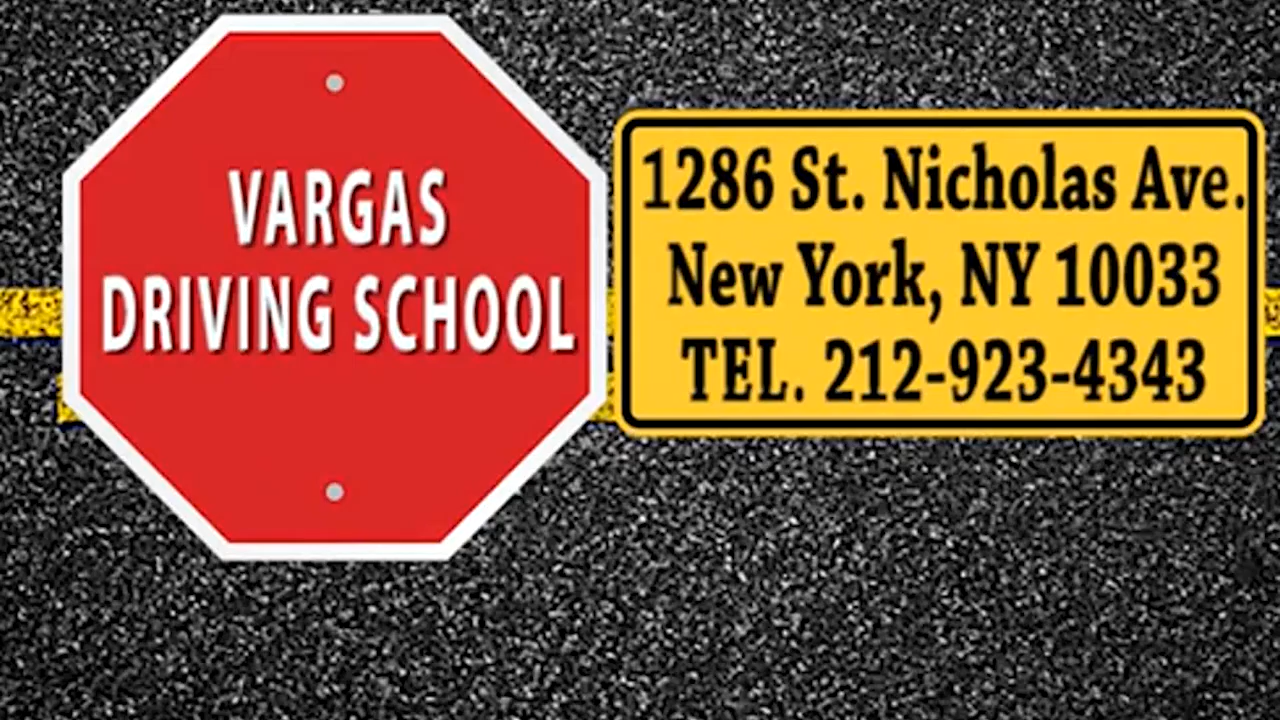 VARGAS
DRIVING SCHOOL
1286 St. Nicholas Ave.
New York, NY 10033
TEL. 212-923-4343